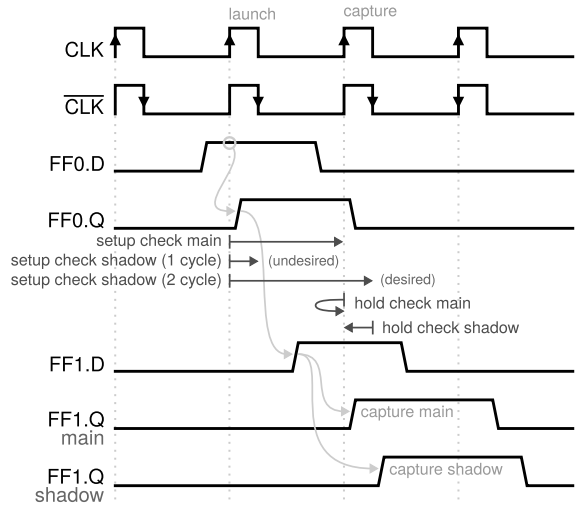 launch
capture
CLK
CLK
FF0.D
FF0.Q
setup check main
setup check shadow (1 cycle) (undesired)
setup check shadow (2 cycle) (desired)
hold check main
hold check shadow
FF1.D
FF1.Q
main
capture main
FF1.Q
shadow
capture shadow